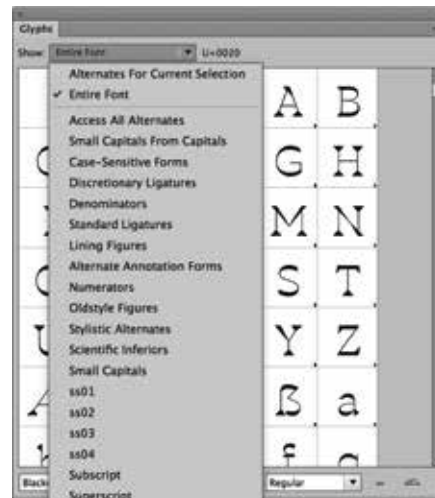 Glyphs
Show: Entire Font U+0020
Alternates For Current Selection
✓ Entire Font
Access All Alternates
Small Capitals From Capitals
Case-Sensitive Forms
Discretionary Ligatures
Denominators
Standard Ligatures
Lining Figures
Alternate Annotation Forms
Numerators
Oldstyle Figures
Stylistic Alternates
Scientific Inferiors
Small Capitals
ss01
ss02
ss03
ss04
Subscript
Superscript
A B
G H
M N
S T
Y Z
ß a
f
Regular